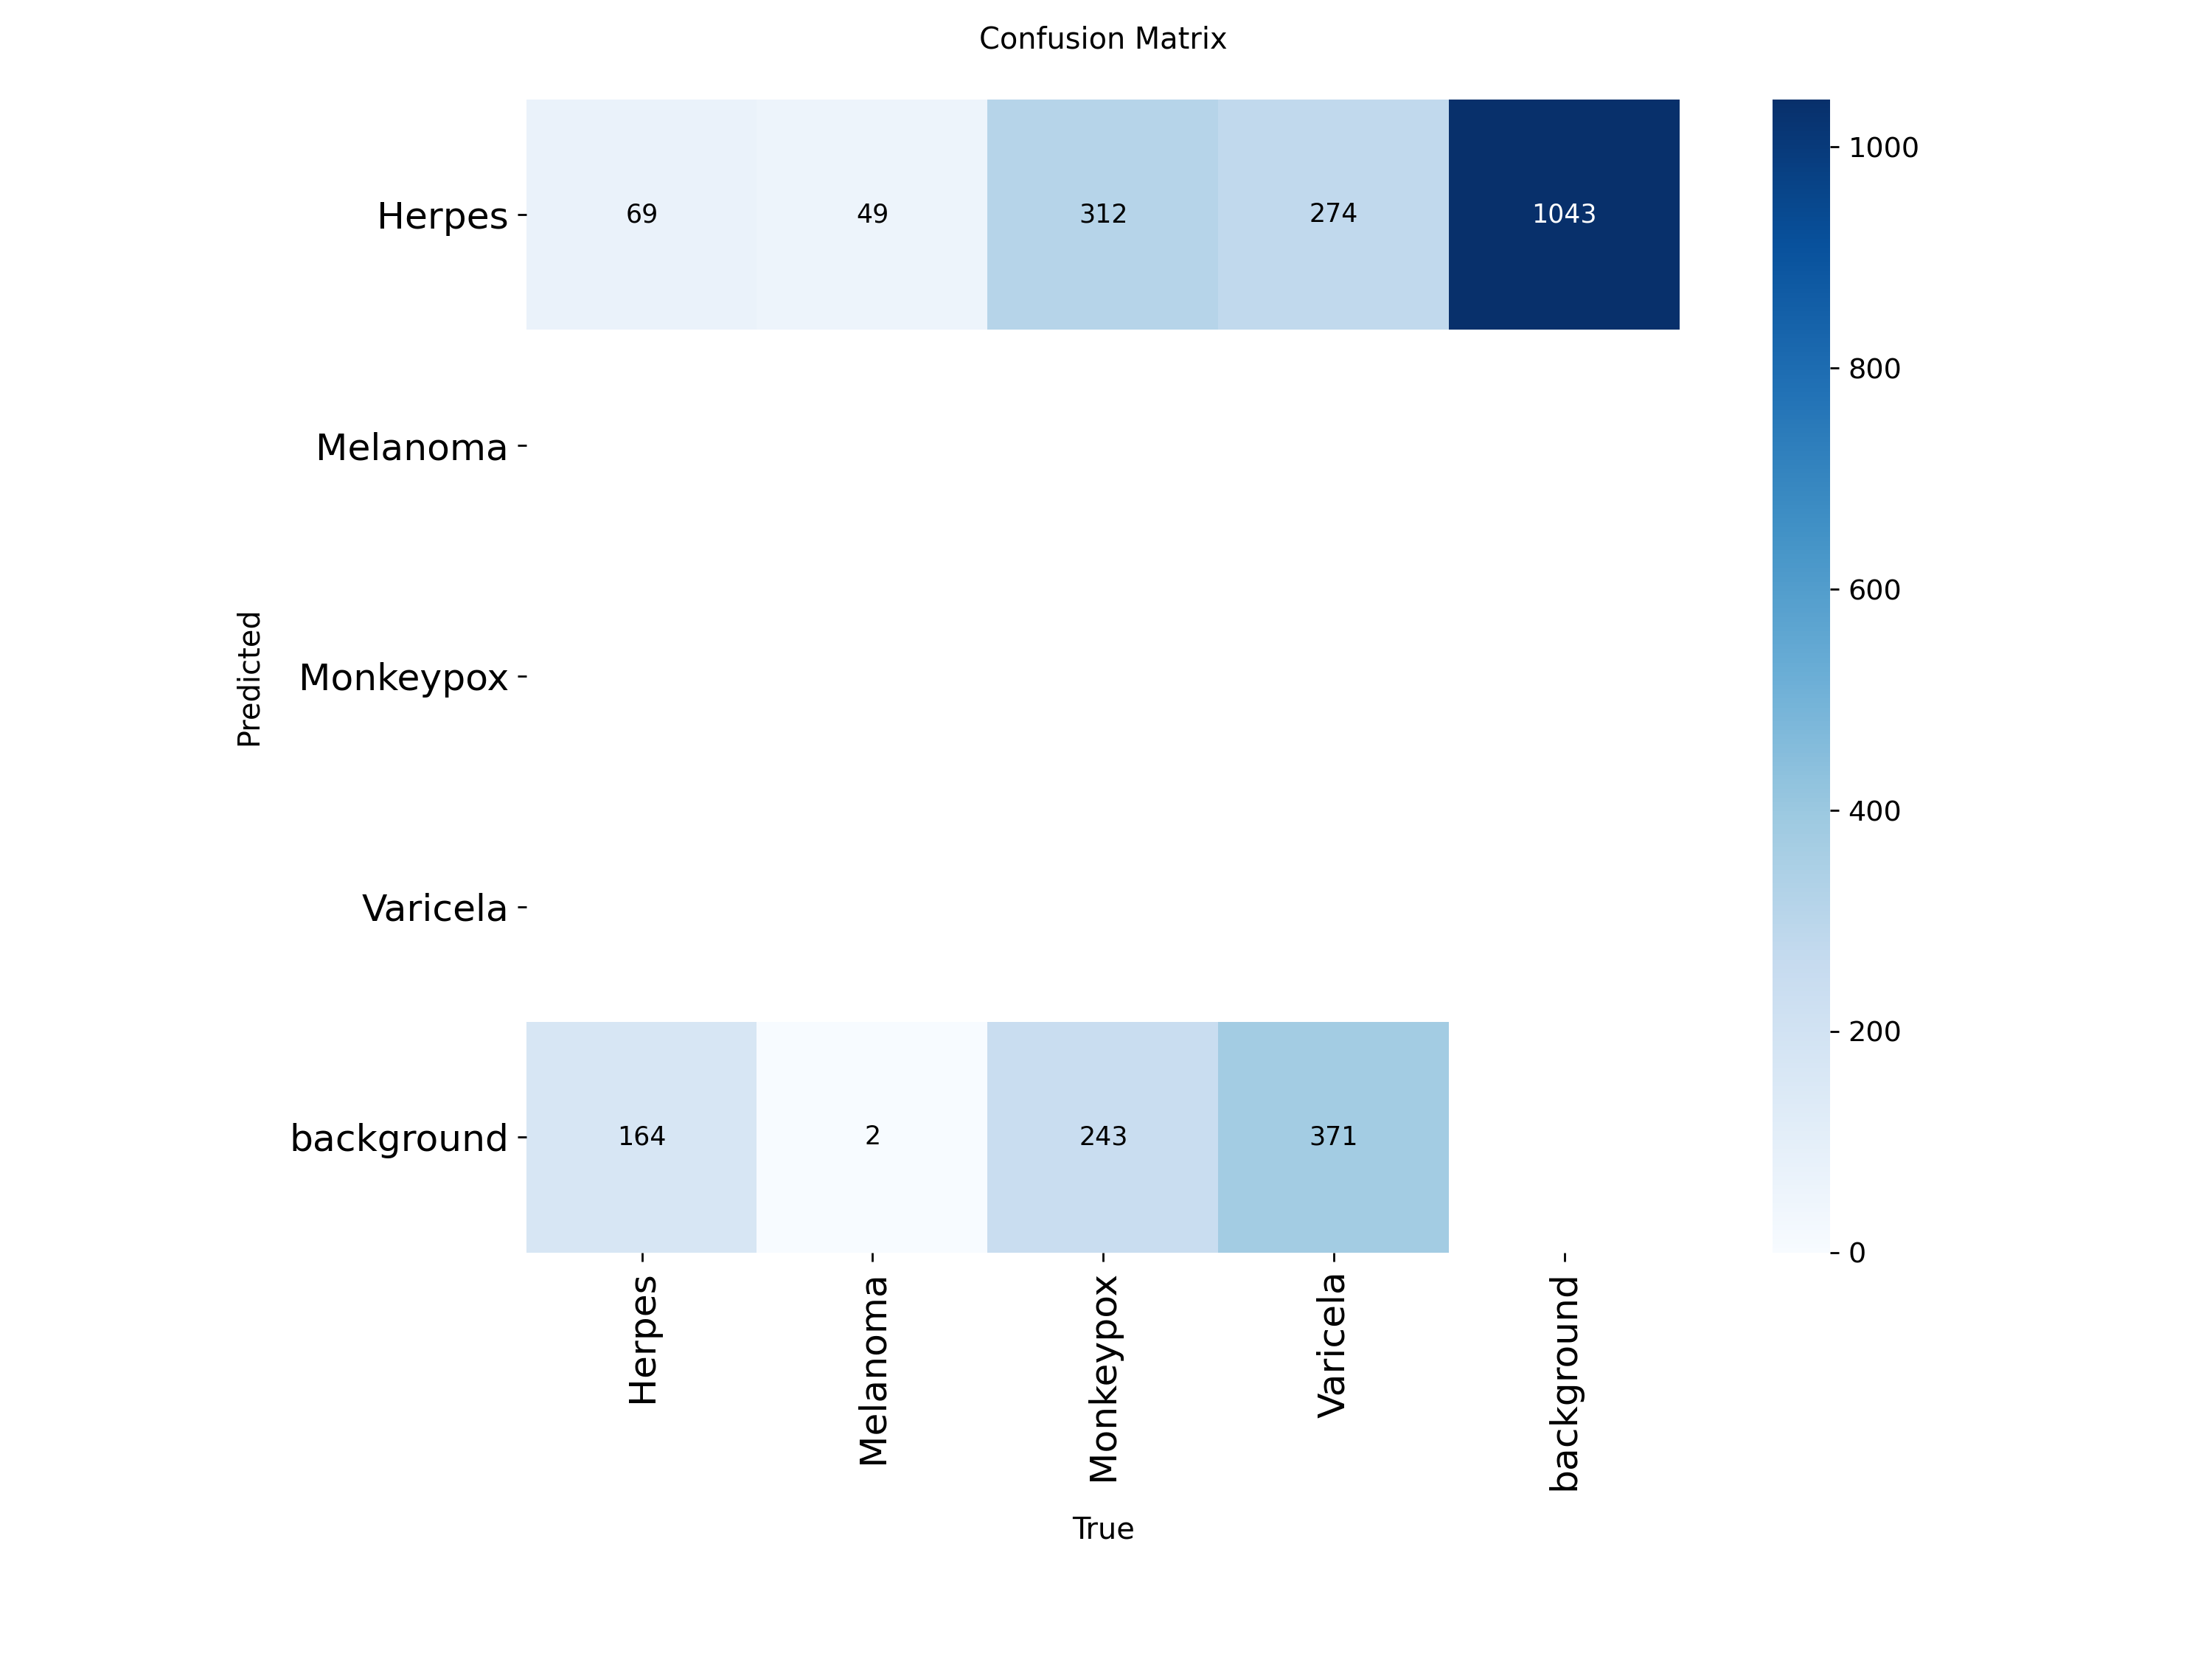 Confusion Matrix
Herpes
69 49 312 274 1043
Melanoma
Monkeypox
Varicela
background
164 2 243 371
Predicted
Herpes
Melanoma
Monkeypox
Varicela
background
True
1000
800
600
400
200
0